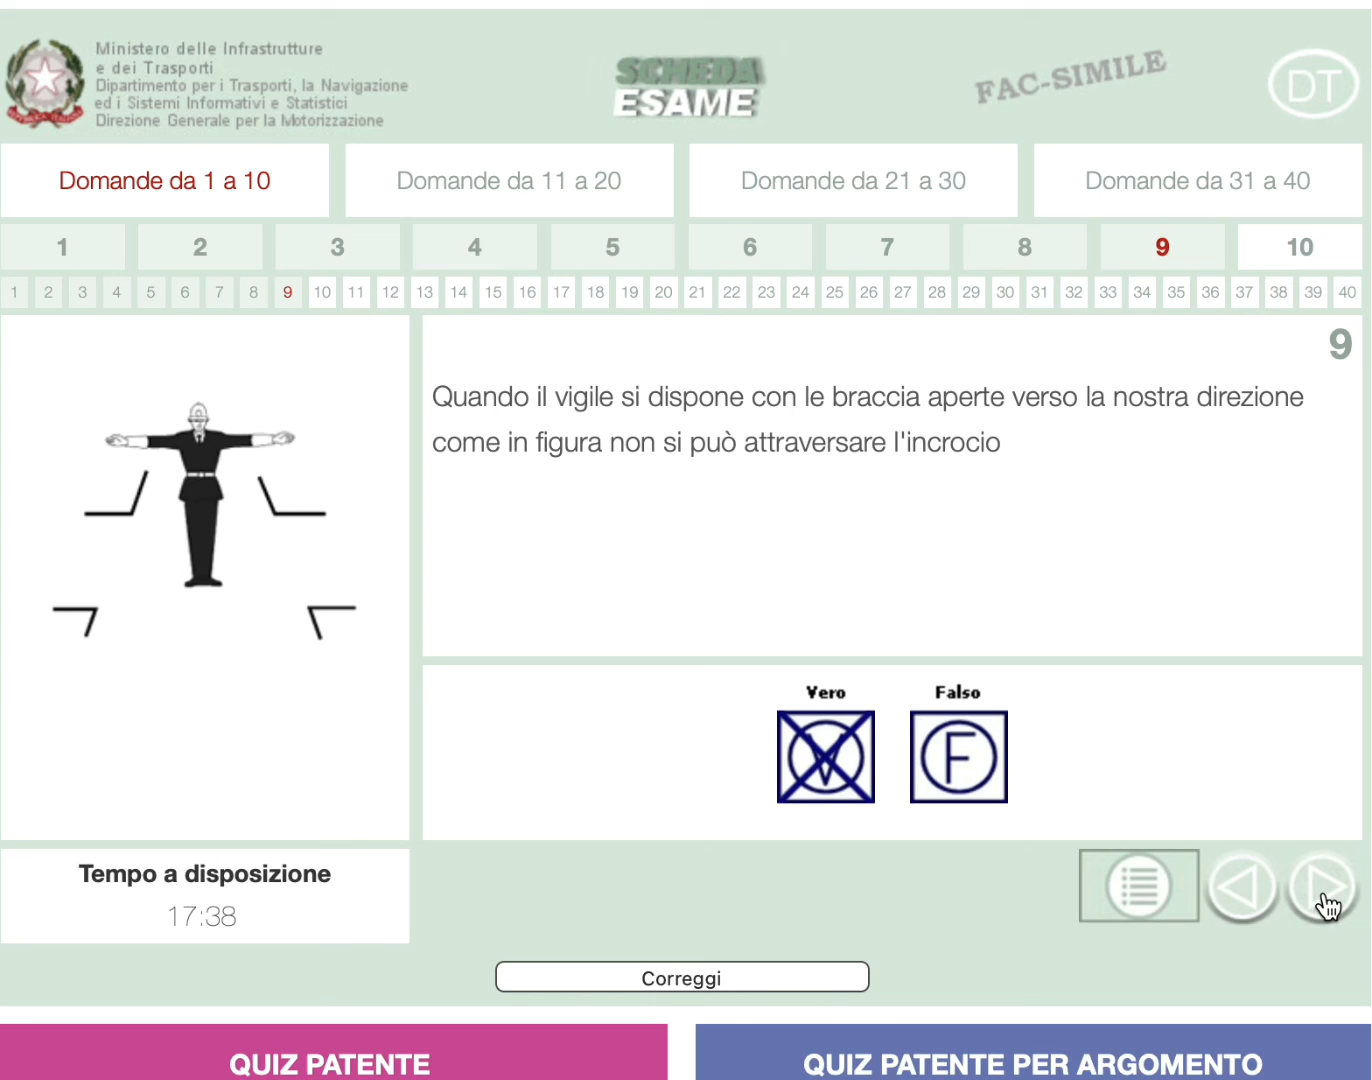 Ministero delle Infrastrutture
e dei Trasporti
Dipartimento per i Trasporti, la Navigazione
ed i Sistemi Informativi e Statistici
Direzione Generale per la Motorizzazione
SCHEDA
ESAME
FAC-SIMILE
DT
Domande da 1 a 10
Domande da 11 a 20
Domande da 21 a 30
Domande da 31 a 40
1 2 3 4 5 6 7 8 9 10
1 2 3 4 5 6 7 8 9 10 11 12 13 14 15 16 17 18 19 20 21 22 23 24 25 26 27 28 29 30 31 32 33 34 35 36 37 38 39 40
9
Quando il vigile si dispone con le braccia aperte verso la nostra direzione
come in figura non si può attraversare l'incrocio
Vero Falso
V F
Tempo a disposizione
17:38
Correggi
QUIZ PATENTE
QUIZ PATENTE PER ARGOMENTO